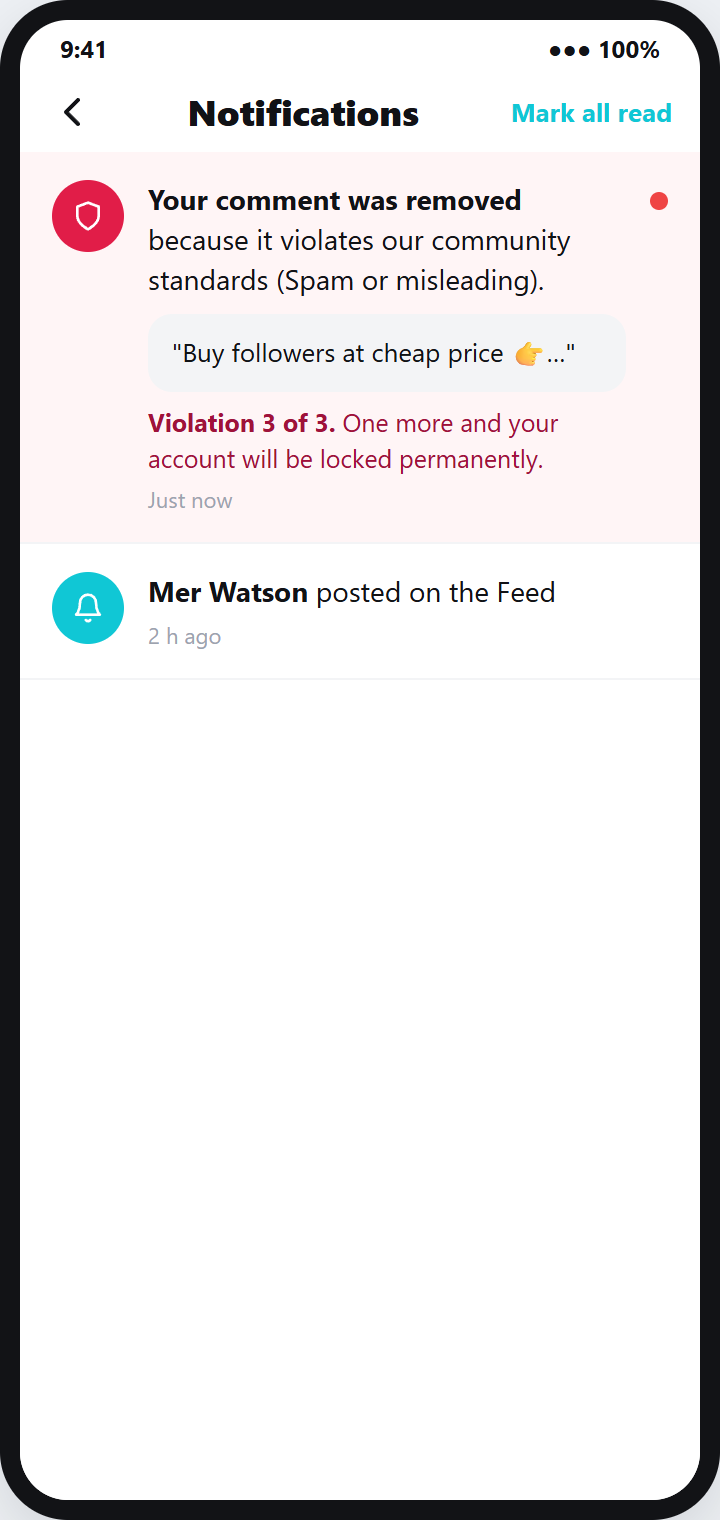 9:41 ●●● 100%
Notifications Mark all read
Your comment was removed
because it violates our community
standards (Spam or misleading).
"Buy followers at cheap price 👉..."
Violation 3 of 3. One more and your
account will be locked permanently.
Just now
Mer Watson posted on the Feed
2 h ago